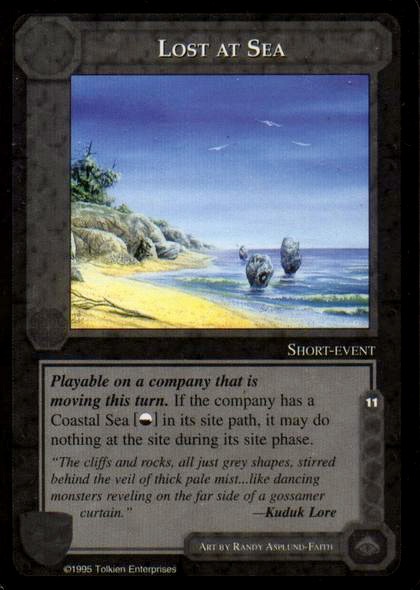 Lost at Sea
Short-event
Playable on a company that is
moving this turn. If the company has a
Coastal Sea [] in its site path, it may do
nothing at the site during its site phase.
11
“The cliffs and rocks, all just grey shapes, stirred
behind the veil of thick pale mist...like dancing
monsters reveling on the far side of a gossamer
curtain.” —Kuduk Lore
Art by Randy Asplund-Faith
©1995 Tolkien Enterprises